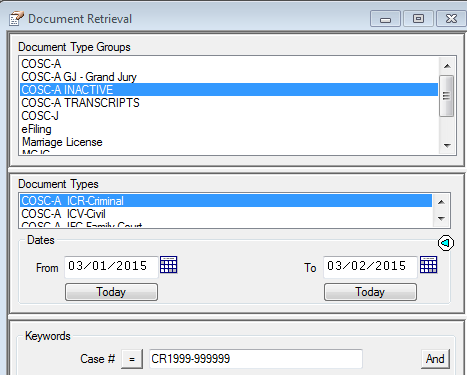 Document Retrieval
Document Type Groups
COSC-A
COSC-A GJ - Grand Jury
COSC-A INACTIVE
COSC-A TRANSCRIPTS
COSC-J
eFiling
Marriage License
Document Types
COSC-A ICR-Criminal
COSC-A ICV-Civil
COSC-A IFC-Family Court
Dates
From 03/01/2015 To 03/02/2015
Today Today
Keywords
Case # = CR1999-999999 And